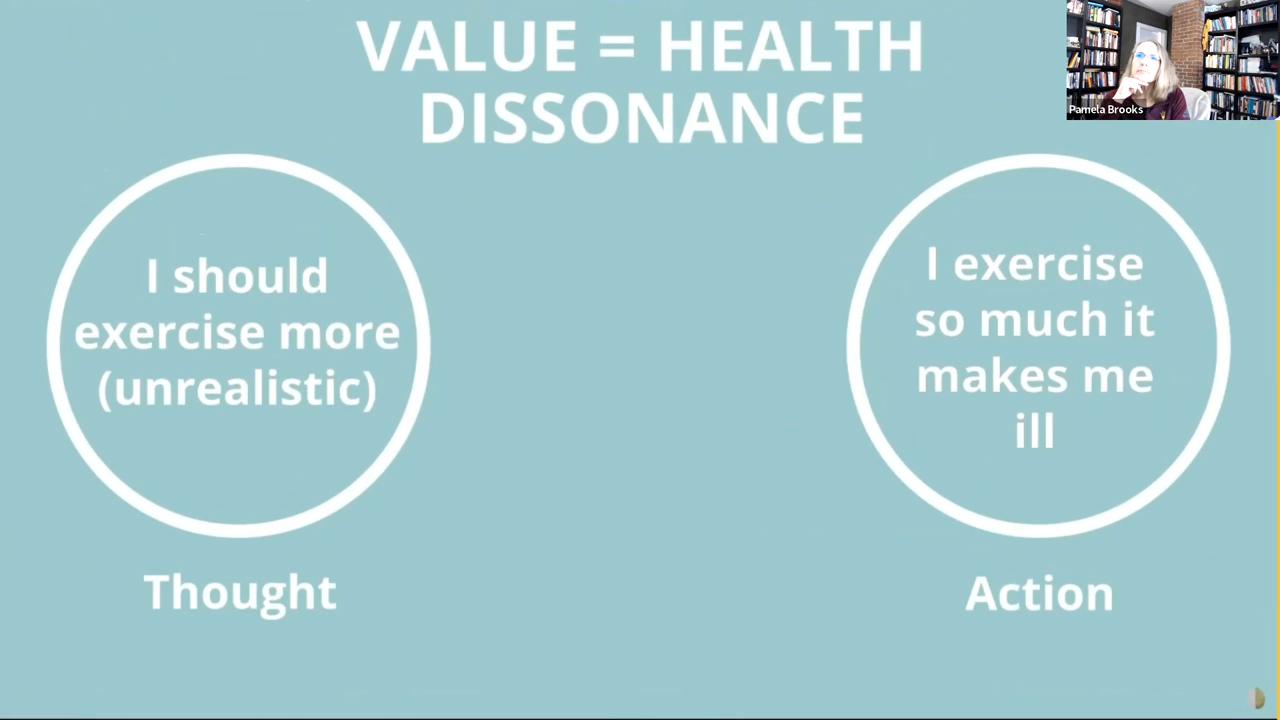 VALUE = HEALTH
DISSONANCE
Pamela Brooks
I should
exercise more
(unrealistic)
Thought
I exercise
so much it
makes me
ill
Action